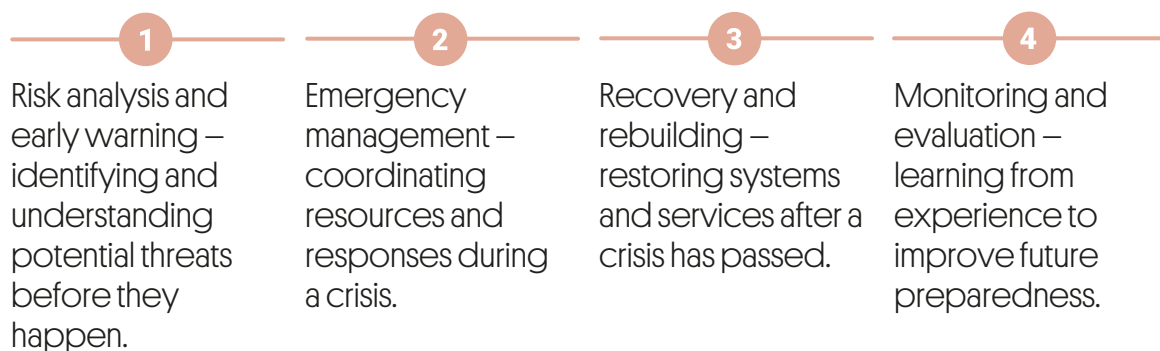 1
Risk analysis and
early warning –
identifying and
understanding
potential threats
before they
happen.
2
Emergency
management –
coordinating
resources and
responses during
a crisis.
3
Recovery and
rebuilding –
restoring systems
and services after a
crisis has passed.
4
Monitoring and
evaluation –
learning from
experience to
improve future
preparedness.